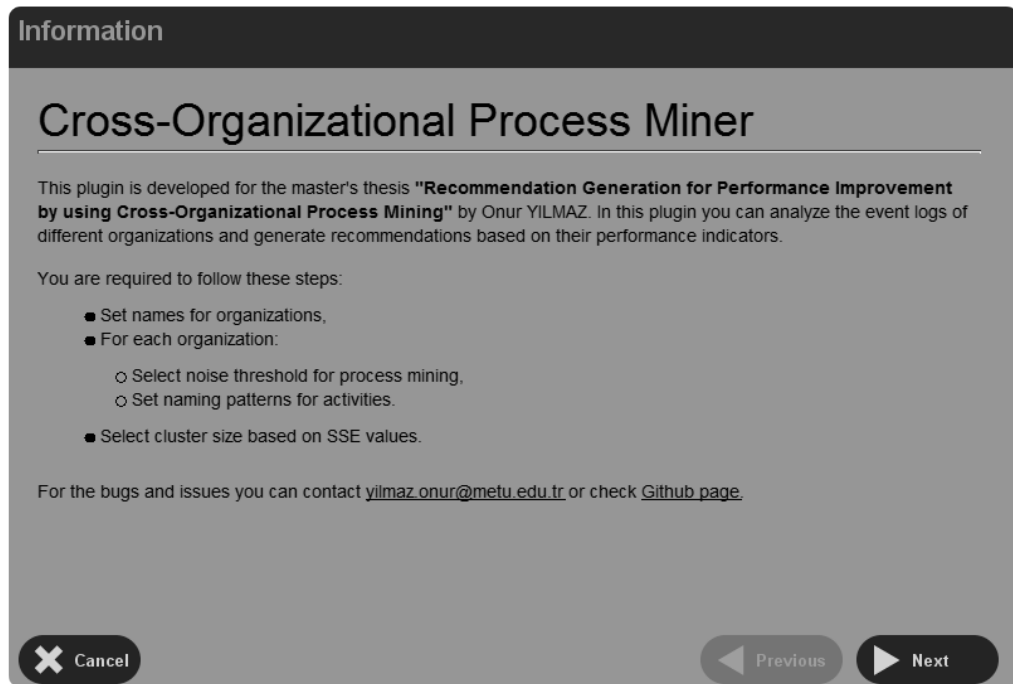 Information
Cross-Organizational Process Miner
This plugin is developed for the master's thesis "Recommendation Generation for Performance Improvement
by using Cross-Organizational Process Mining" by Onur YILMAZ. In this plugin you can analyze the event logs of
different organizations and generate recommendations based on their performance indicators.
You are required to follow these steps:
Set names for organizations,
For each organization:
Select noise threshold for process mining,
Set naming patterns for activities.
Select cluster size based on SSE values.
For the bugs and issues you can contact yilmaz.onur@metu.edu.tr or check Github page.
Cancel
Previous
Next